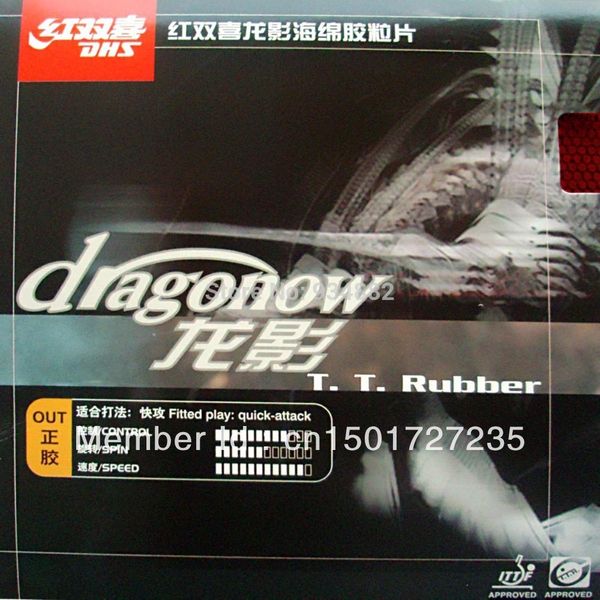 红双喜
DHS
红双喜龙影海绵胶粒片
dragonow
龙影
T. T. Rubber
OUT
正胶
适合打法：快攻 Fitted play: quick-attack
控制/CONTROL
旋转/SPIN
速度/SPEED
Member Id: cn1501727235
ITTF
APPROVED
APPROVED